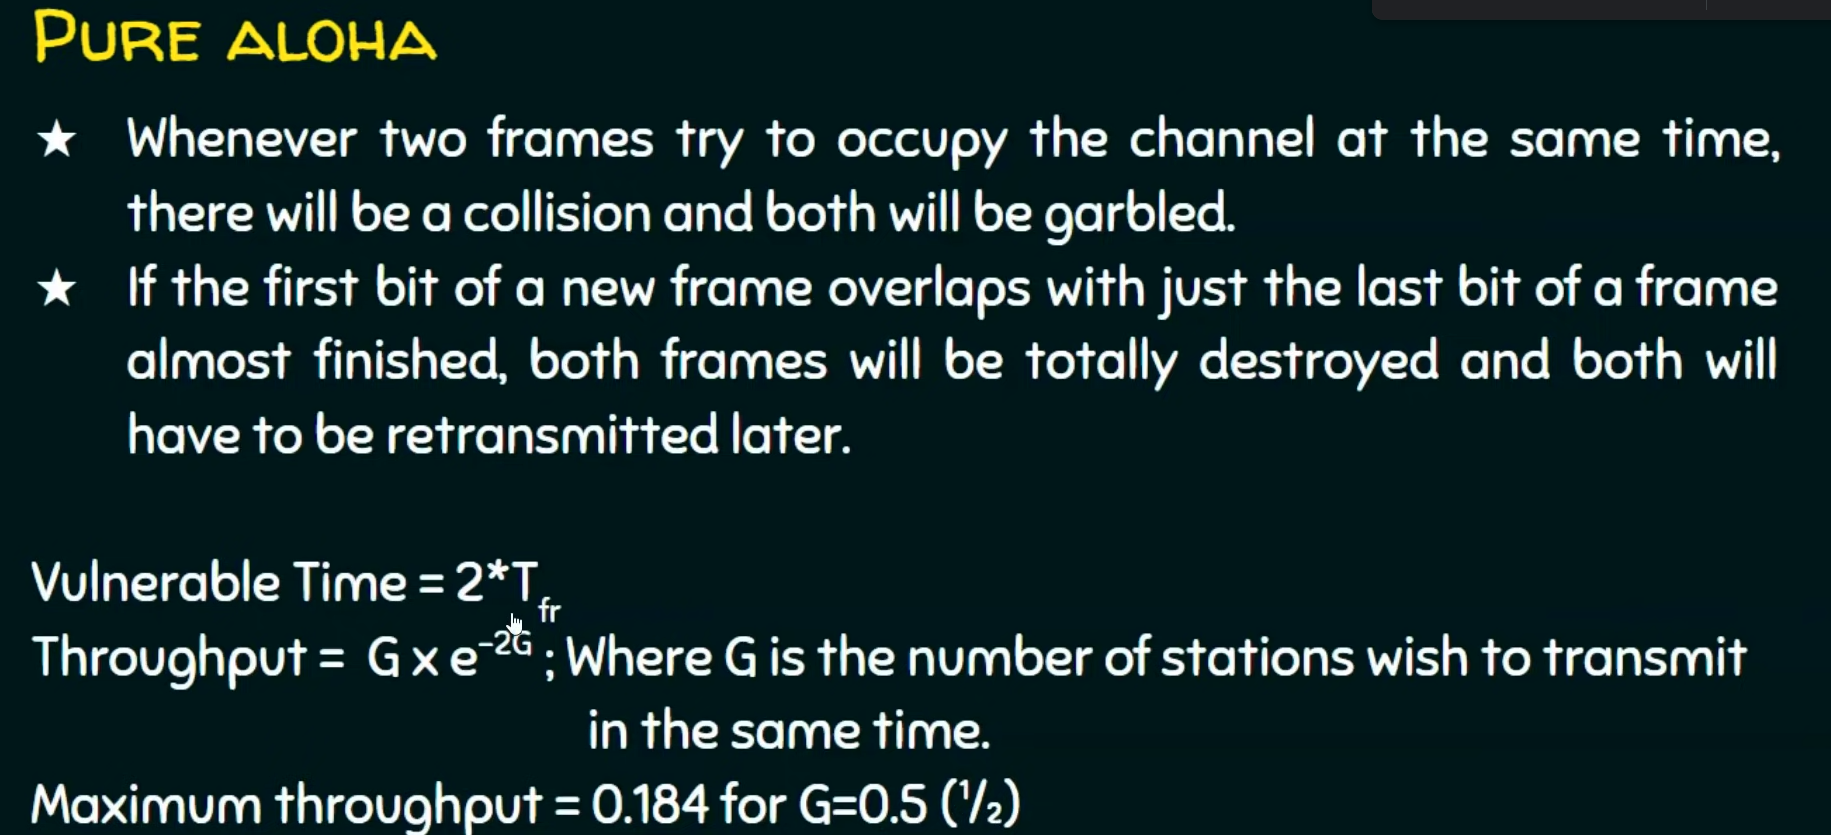 PURE ALOHA
★ Whenever two frames try to occupy the channel at the same time,
there will be a collision and both will be garbled.
★ If the first bit of a new frame overlaps with just the last bit of a frame
almost finished, both frames will be totally destroyed and both will
have to be retransmitted later.
Vulnerable Time = 2*Tfr
Throughput = G x e⁻²ᴳ ; Where G is the number of stations wish to transmit
in the same time.
Maximum throughput = 0.184 for G=0.5 (½)